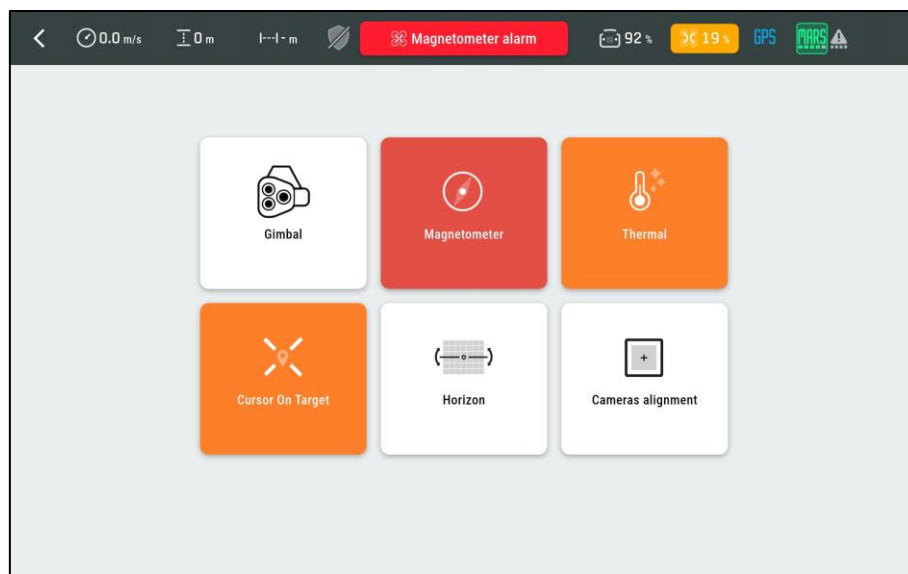 0.0 m/s
0 m
- m
Magnetometer alarm
92 %
19 %
GPS
MARS
Gimbal
Magnetometer
Thermal
Cursor On Target
Horizon
Cameras alignment